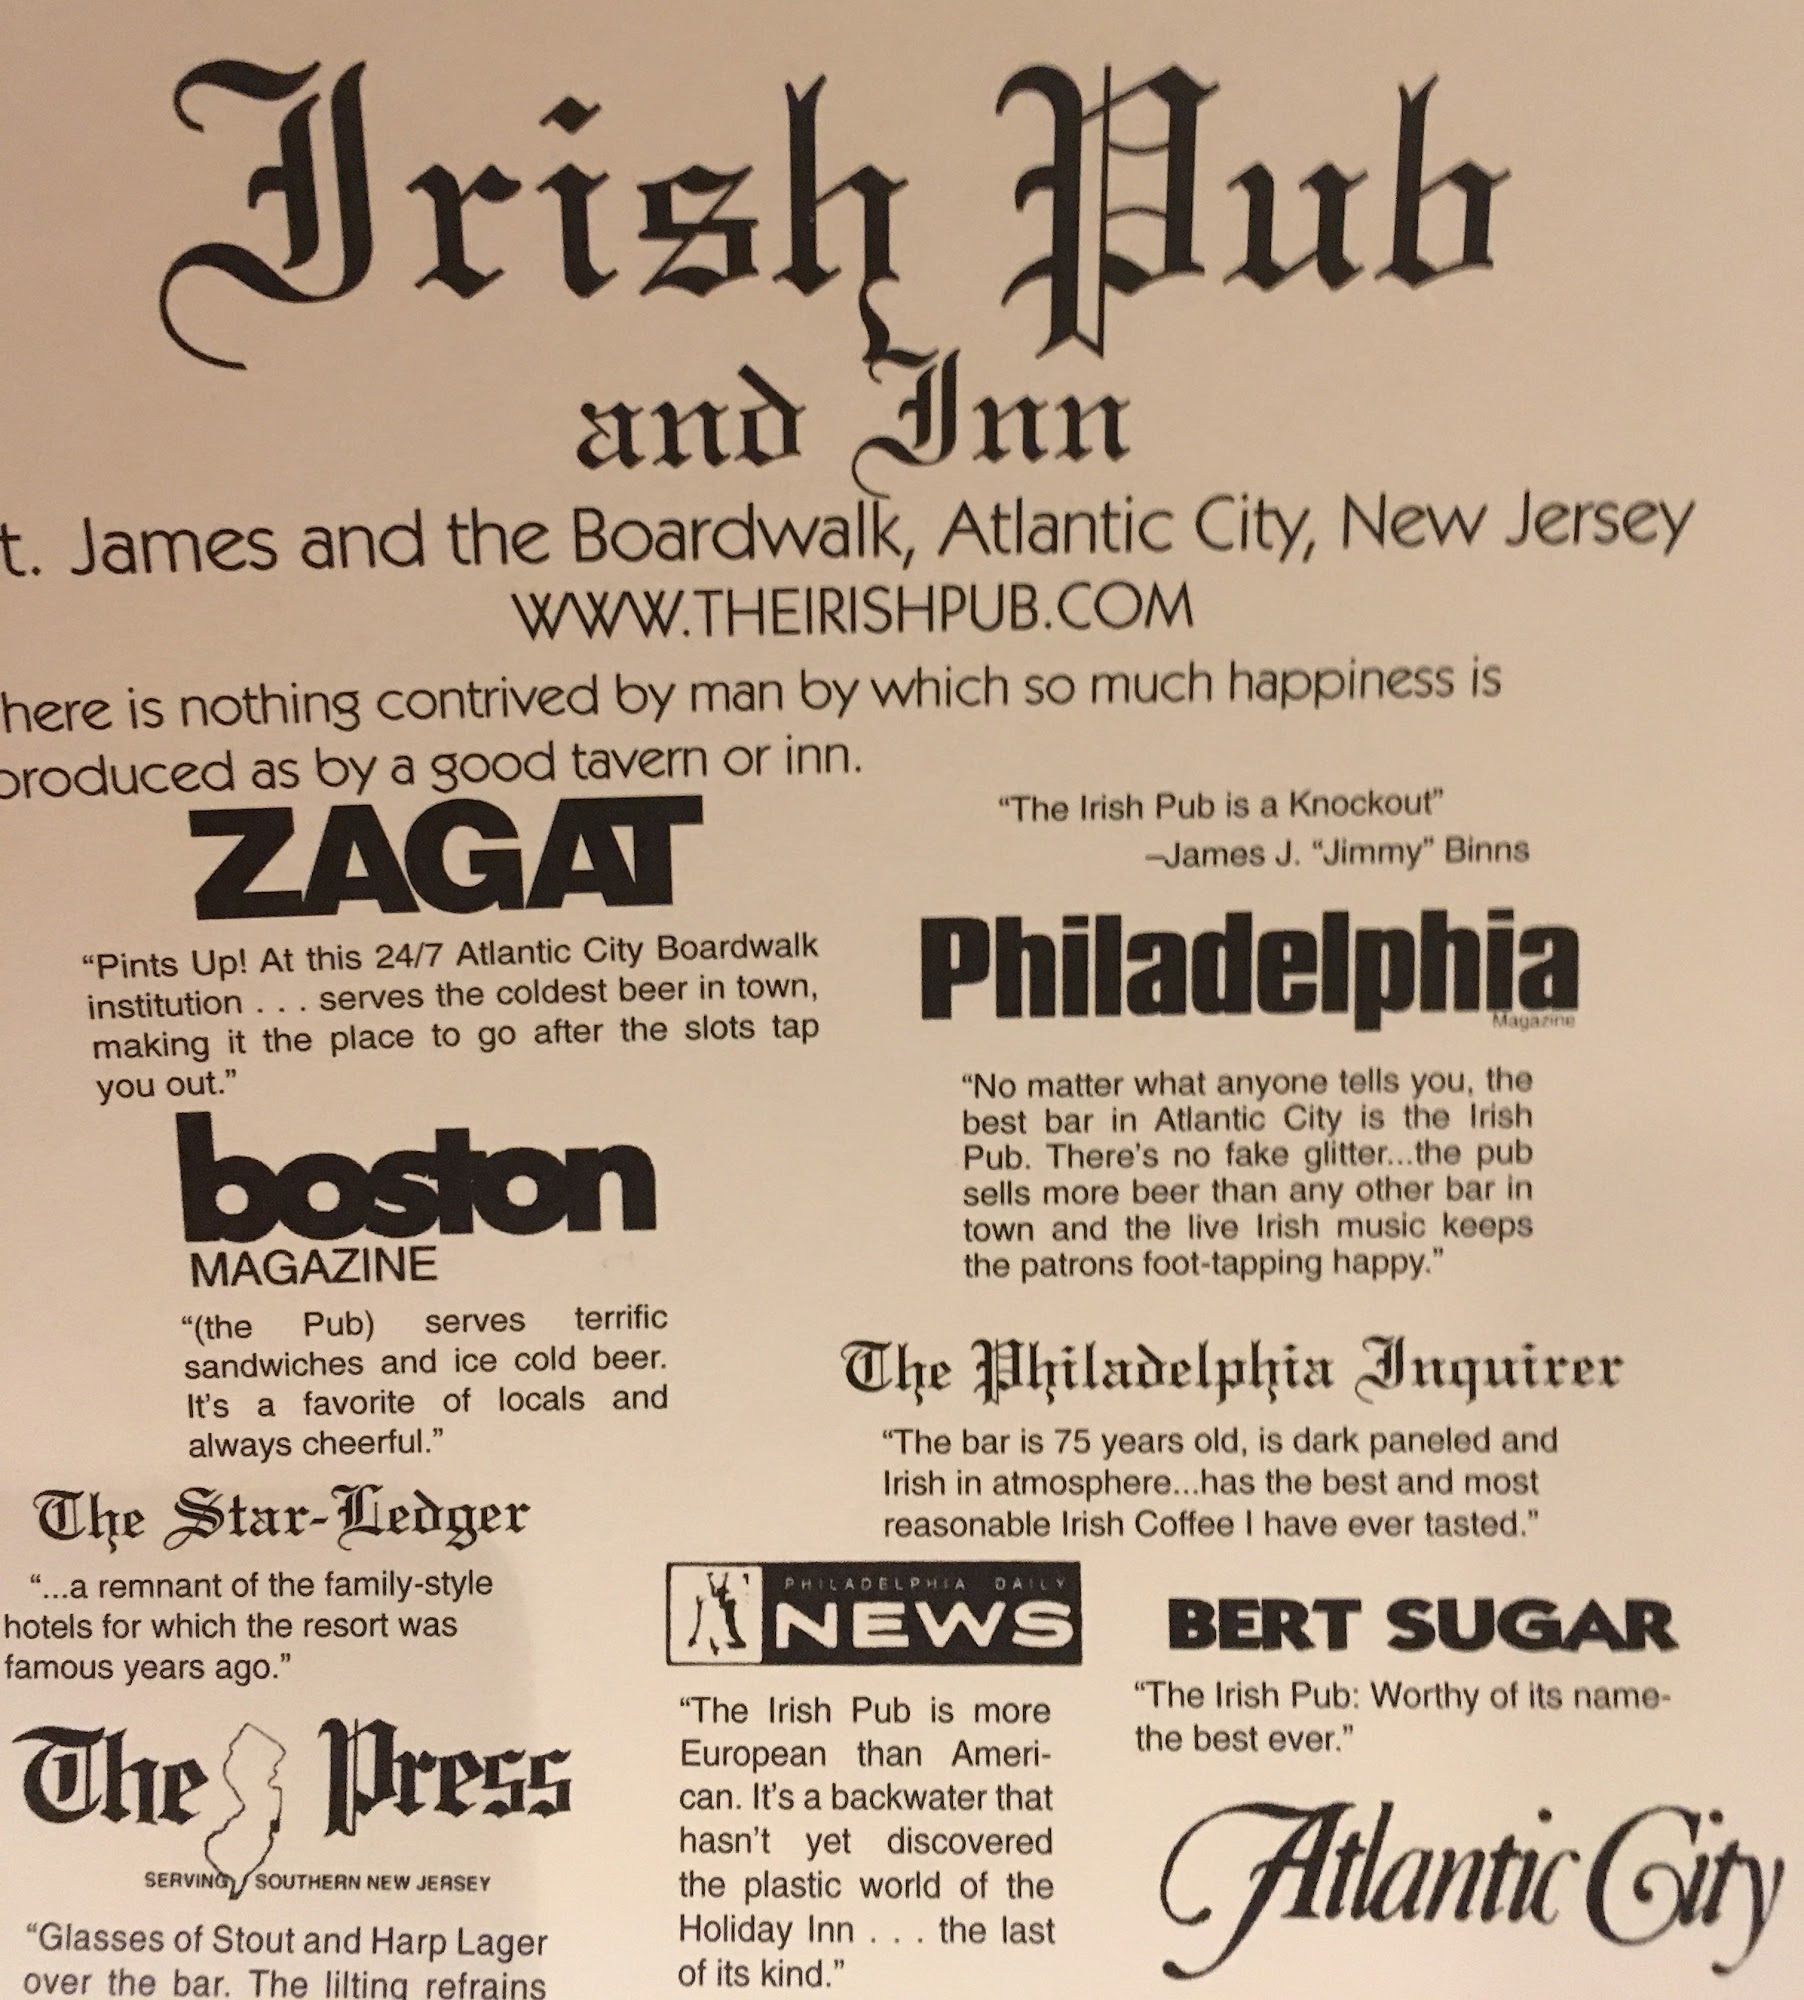 Irish Pub
and Inn
t. James and the Boardwalk, Atlantic City, New Jersey
WWW.THEIRISHPUB.COM
here is nothing contrived by man by which so much happiness is
produced as by a good tavern or inn.
ZAGAT
“Pints Up! At this 24/7 Atlantic City Boardwalk
institution . . . serves the coldest beer in town,
making it the place to go after the slots tap
you out.”
boston
MAGAZINE
“(the Pub) serves terrific
sandwiches and ice cold beer.
It's a favorite of locals and
always cheerful.”
The Star-Ledger
“...a remnant of the family-style
hotels for which the resort was
famous years ago.”
The Press
SERVING SOUTHERN NEW JERSEY
“Glasses of Stout and Harp Lager
over the bar. The lilting refrains
“The Irish Pub is a Knockout”
–James J. “Jimmy” Binns
Philadelphia
Magazine
“No matter what anyone tells you, the
best bar in Atlantic City is the Irish
Pub. There's no fake glitter...the pub
sells more beer than any other bar in
town and the live Irish music keeps
the patrons foot-tapping happy.”
The Philadelphia Inquirer
“The bar is 75 years old, is dark paneled and
Irish in atmosphere...has the best and most
reasonable Irish Coffee I have ever tasted.”
PHILADELPHIA DAILY
NEWS
“The Irish Pub is more
European than Ameri-
can. It's a backwater that
hasn't yet discovered
the plastic world of the
Holiday Inn . . . the last
of its kind.”
BERT SUGAR
“The Irish Pub: Worthy of its name-
the best ever.”
Atlantic City